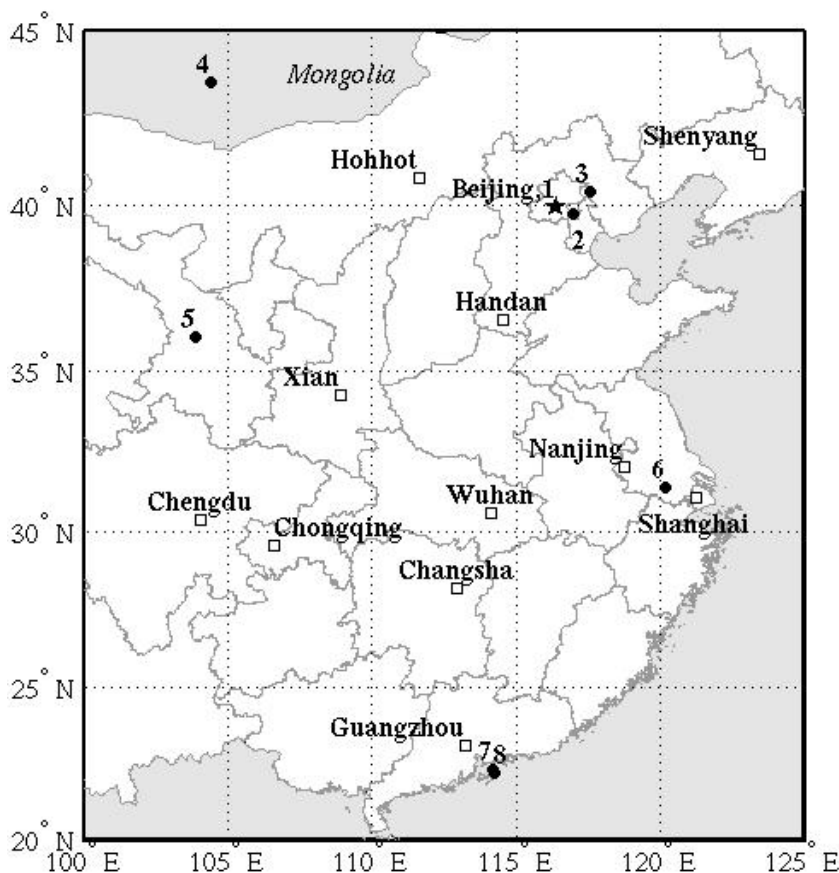 45° N
4
Mongolia
Shenyang
Hohhot
3
Beijing,1
40° N
2
Handan
5
35° N
Xian
Nanjing
6
Chengdu
Wuhan
30° N
Chongqing
Shanghai
Changsha
25° N
Guangzhou
78
20° N
100° E 105° E 110° E 115° E 120° E 125° E